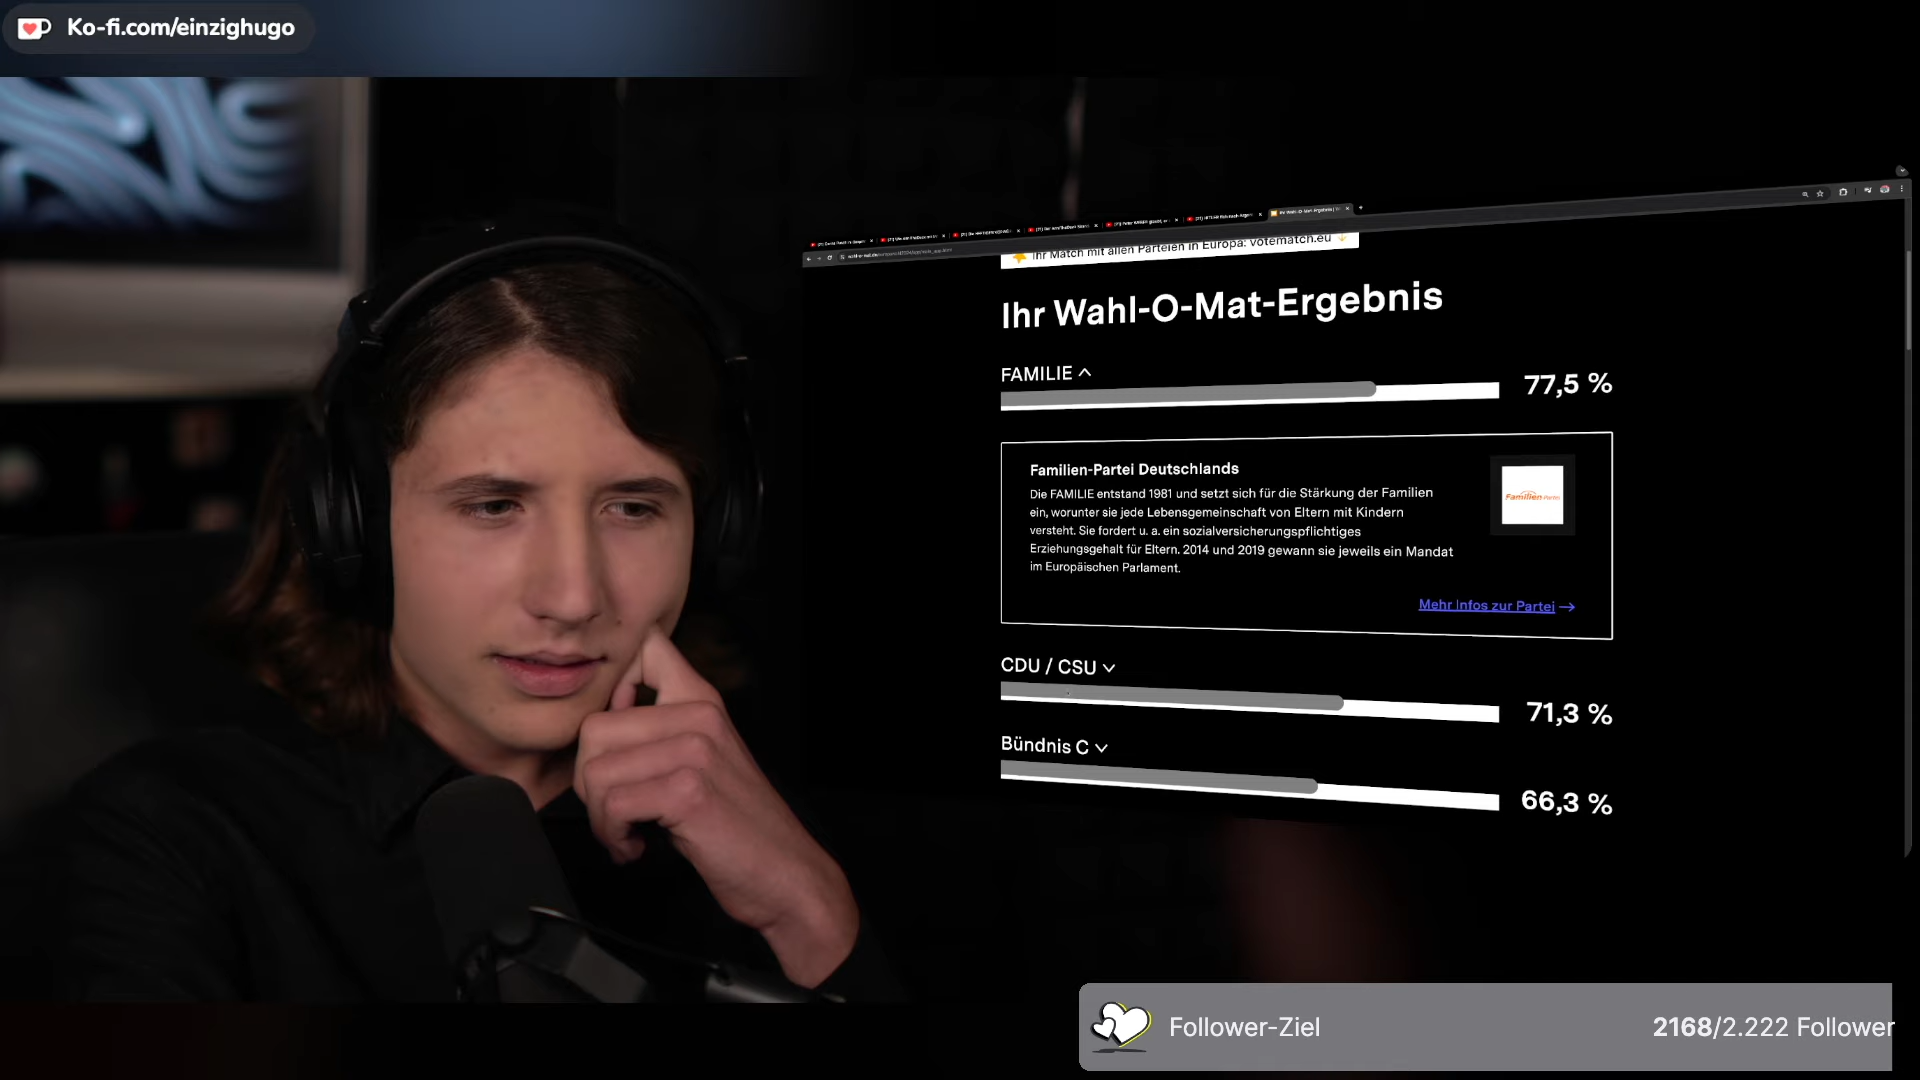 Ko-fi.com/einzighugo
Ihr Match mit allen Parteien in Europa: votematch.eu
Ihr Wahl-O-Mat-Ergebnis
FAMILIE
77,5 %
Familien-Partei Deutschlands
Die FAMILIE entstand 1981 und setzt sich für die Stärkung der Familien
ein, worunter sie jede Lebensgemeinschaft von Eltern mit Kindern
versteht. Sie fordert u. a. ein sozialversicherungspflichtiges
Erziehungsgehalt für Eltern. 2014 und 2019 gewann sie jeweils ein Mandat
im Europäischen Parlament.
Familien-Partei
Mehr Infos zur Partei
CDU / CSU
71,3 %
Bündnis C
66,3 %
Follower-Ziel
2168/2.222 Follower